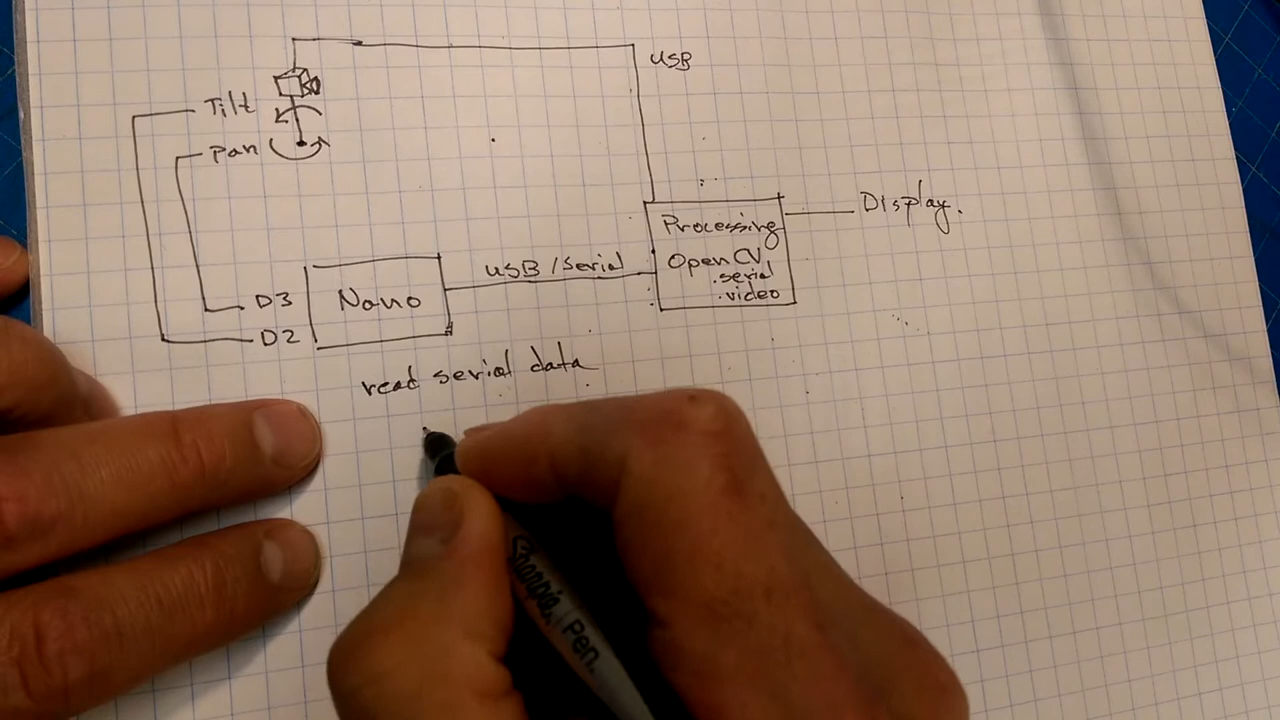 USB
Tilt
Pan
Display.
Processing
OpenCV
.serial
.video
USB/Serial
D3
Nano
D2
read serial data
Sharpie. Pen.